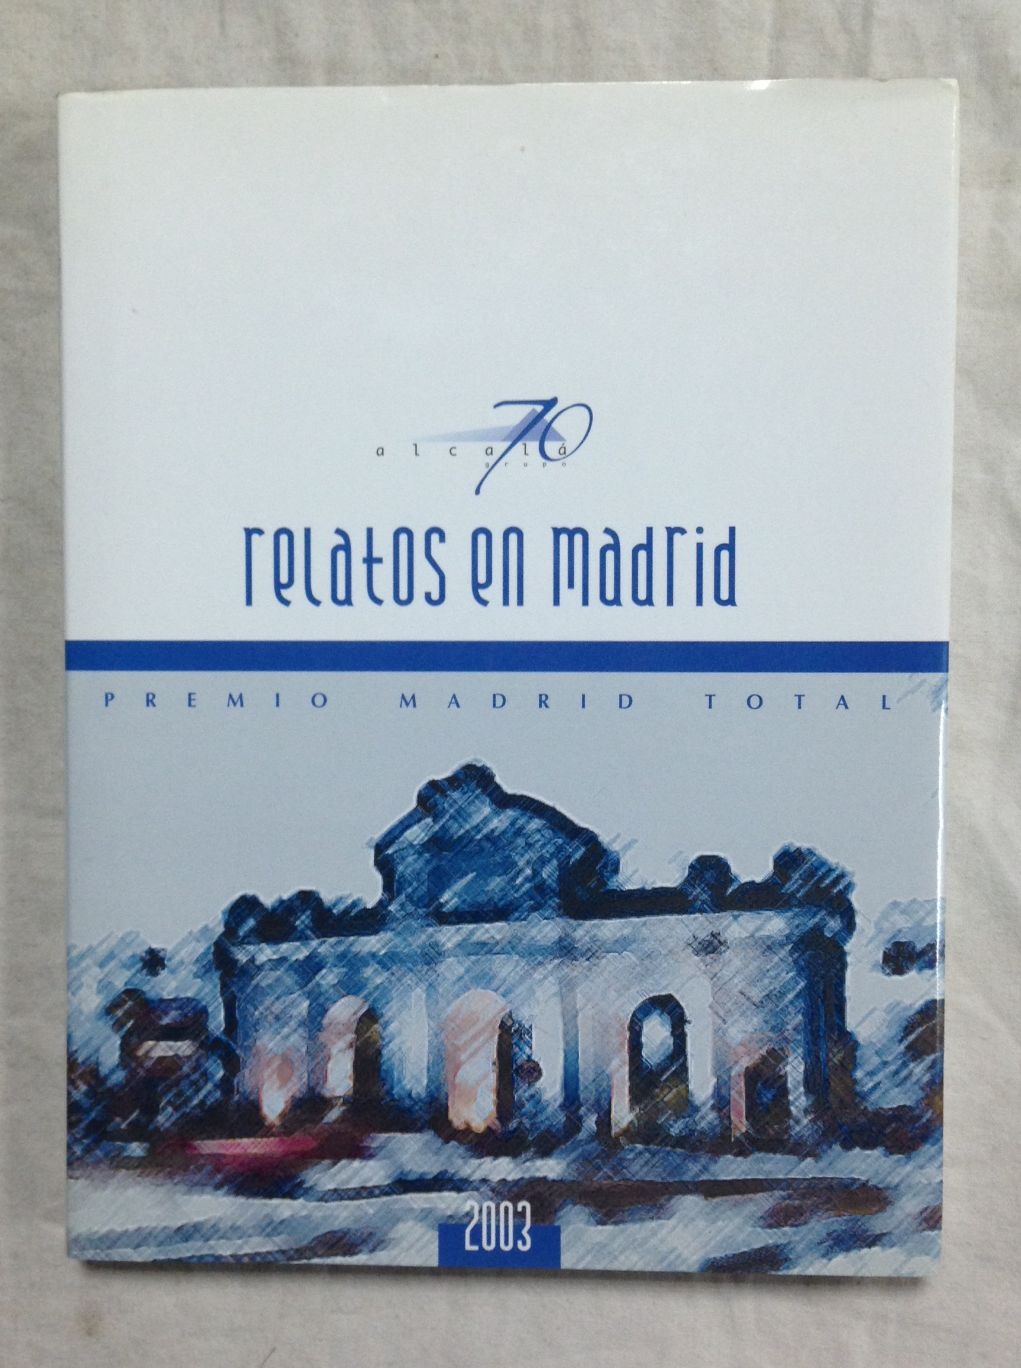 70
alcalá
grupo
relatos en madrid
PREMIO MADRID TOTAL
2003